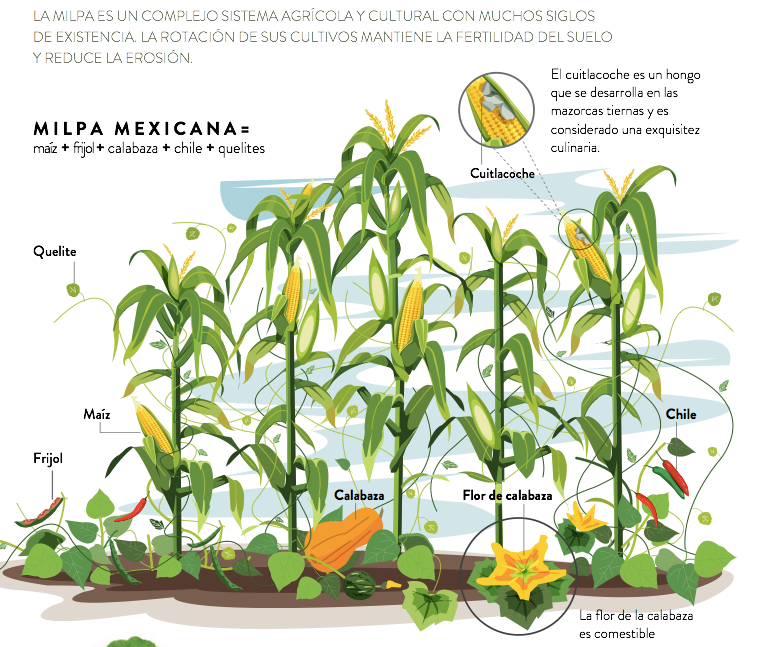 LA MILPA ES UN COMPLEJO SISTEMA AGRÍCOLA Y CULTURAL CON MUCHOS SIGLOS
DE EXISTENCIA. LA ROTACIÓN DE SUS CULTIVOS MANTIENE LA FERTILIDAD DEL SUELO
Y REDUCE LA EROSIÓN.
El cuitlacoche es un hongo
que se desarrolla en las
mazorcas tiernas y es
considerado una exquisitez
culinaria.
MILPA MEXICANA=
maíz + frijol+ calabaza + chile + quelites
Cuitlacoche
Quelite
Maíz
Chile
Frijol
Calabaza
Flor de calabaza
La flor de la calabaza
es comestible